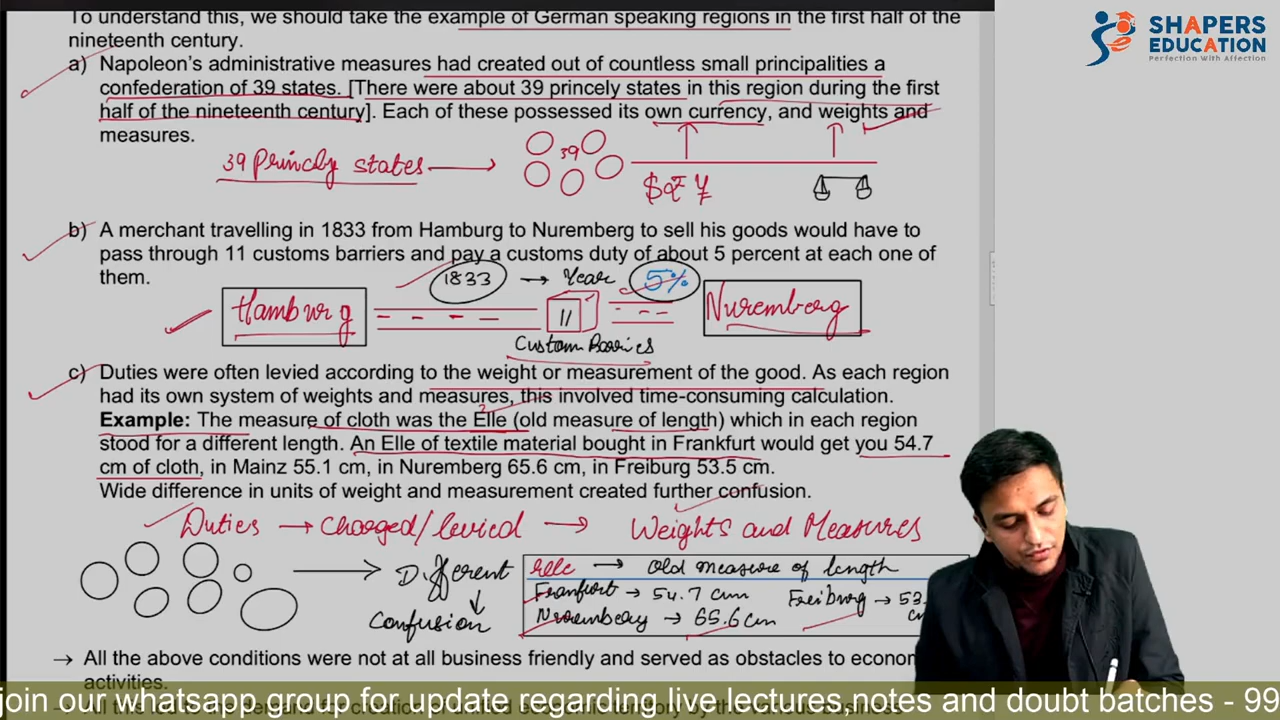 To understand this, we should take the example of German speaking regions in the first half of the
nineteenth century.
SHAPERS
EDUCATION
Perfection With Affection
a) Napoleon's administrative measures had created out of countless small principalities a
confederation of 39 states. [There were about 39 princely states in this region during the first
half of the nineteenth century]. Each of these possessed its own currency, and weights and
measures.
39 Princly states → 39
$ ₹ ¥
b) A merchant travelling in 1833 from Hamburg to Nuremberg to sell his goods would have to
pass through 11 customs barriers and pay a customs duty of about 5 percent at each one of
them.
1833 → Year 5%
Hamburg 11 Nuremberg
Custom Barries
c) Duties were often levied according to the weight or measurement of the good. As each region
had its own system of weights and measures, this involved time-consuming calculation.
Example: The measure of cloth was the Elle (old measure of length) which in each region
stood for a different length. An Elle of textile material bought in Frankfurt would get you 54.7
cm of cloth, in Mainz 55.1 cm, in Nuremberg 65.6 cm, in Freiburg 53.5 cm.
Wide difference in units of weight and measurement created further confusion.
Duties → Charged/levied → Weights and Measures
→ Different
Confusion
elle → old measure of length
Franfort → 54.7 cm Freiburg → 53.
Nuremberg → 65.6 cm
→ All the above conditions were not at all business friendly and served as obstacles to econom
activities.
join our whatsapp group for update regarding live lectures,notes and doubt batches - 99